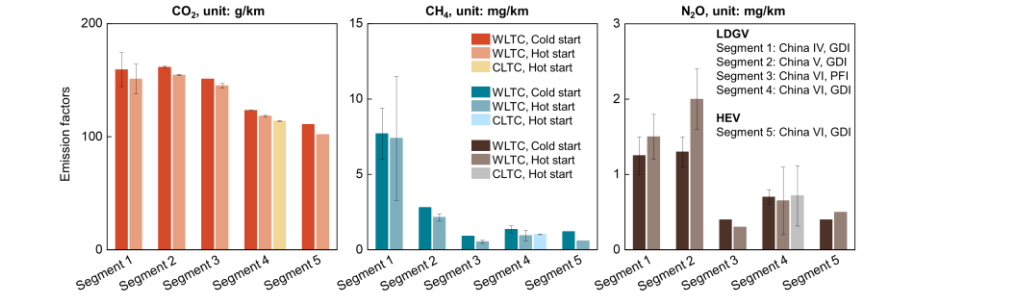 CO₂, unit: g/km
200
100
0
Emission factors
WLTC, Cold start
WLTC, Hot start
CLTC, Hot start
Segment 1
Segment 2
Segment 3
Segment 4
Segment 5
CH₄, unit: mg/km
15
10
5
0
WLTC, Cold start
WLTC, Hot start
CLTC, Hot start
WLTC, Cold start
WLTC, Hot start
CLTC, Hot start
Segment 1
Segment 2
Segment 3
Segment 4
Segment 5
N₂O, unit: mg/km
3
2
1
0
LDGV
Segment 1: China IV, GDI
Segment 2: China V, GDI
Segment 3: China VI, PFI
Segment 4: China VI, GDI
HEV
Segment 5: China VI, GDI
Segment 1
Segment 2
Segment 3
Segment 4
Segment 5